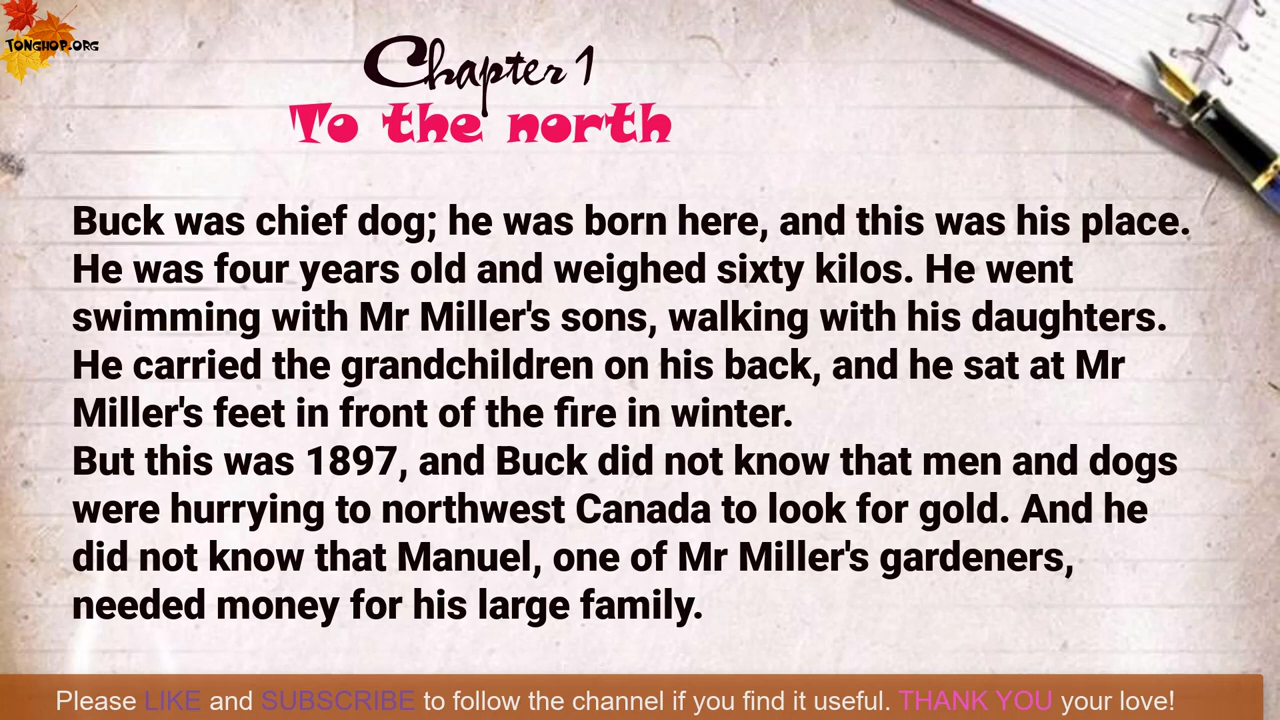 TONGHOP.ORG
Chapter 1
To the north
Buck was chief dog; he was born here, and this was his place.
He was four years old and weighed sixty kilos. He went
swimming with Mr Miller's sons, walking with his daughters.
He carried the grandchildren on his back, and he sat at Mr
Miller's feet in front of the fire in winter.
But this was 1897, and Buck did not know that men and dogs
were hurrying to northwest Canada to look for gold. And he
did not know that Manuel, one of Mr Miller's gardeners,
needed money for his large family.
Please LIKE and SUBSCRIBE to follow the channel if you find it useful. THANK YOU your love!